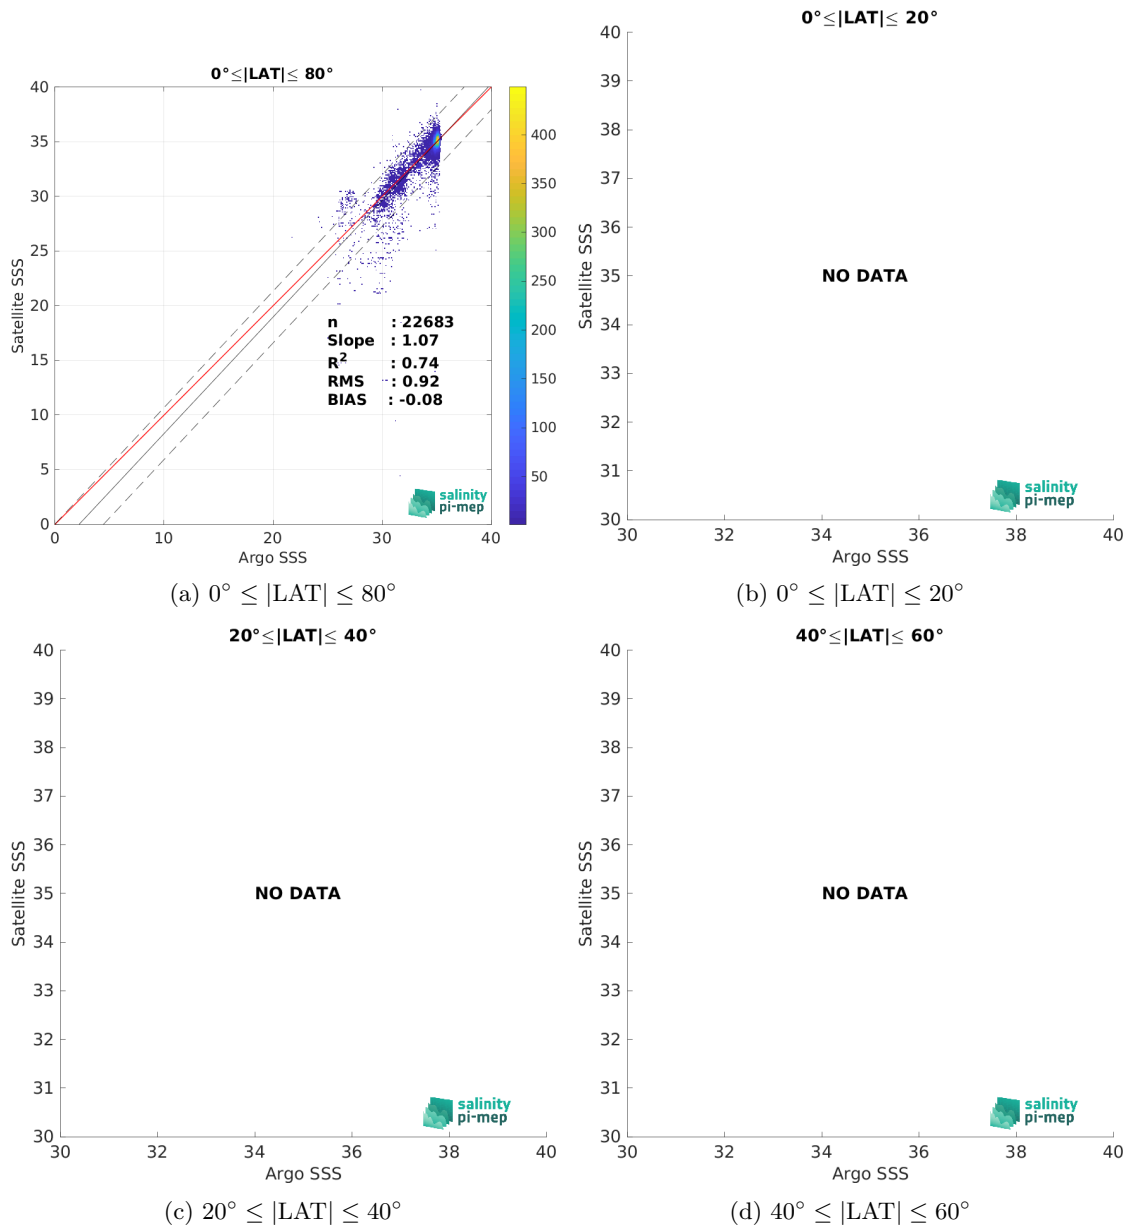 0°≤|LAT|≤ 80°
40
35
30
25
20
15
10
5
0
0
10
20
30
40
Satellite SSS
Argo SSS
n : 22683
Slope : 1.07
R² : 0.74
RMS : 0.92
BIAS : -0.08
400
350
300
250
200
150
100
50
salinity
pi-mep
(a) 0° ≤ |LAT| ≤ 80°
0°≤|LAT|≤ 20°
40
39
38
37
36
35
34
33
32
31
30
30
32
34
36
38
40
Satellite SSS
Argo SSS
NO DATA
salinity
pi-mep
(b) 0° ≤ |LAT| ≤ 20°
20°≤|LAT|≤ 40°
40
39
38
37
36
35
34
33
32
31
30
30
32
34
36
38
40
Satellite SSS
Argo SSS
NO DATA
salinity
pi-mep
(c) 20° ≤ |LAT| ≤ 40°
40°≤|LAT|≤ 60°
40
39
38
37
36
35
34
33
32
31
30
30
32
34
36
38
40
Satellite SSS
Argo SSS
NO DATA
salinity
pi-mep
(d) 40° ≤ |LAT| ≤ 60°